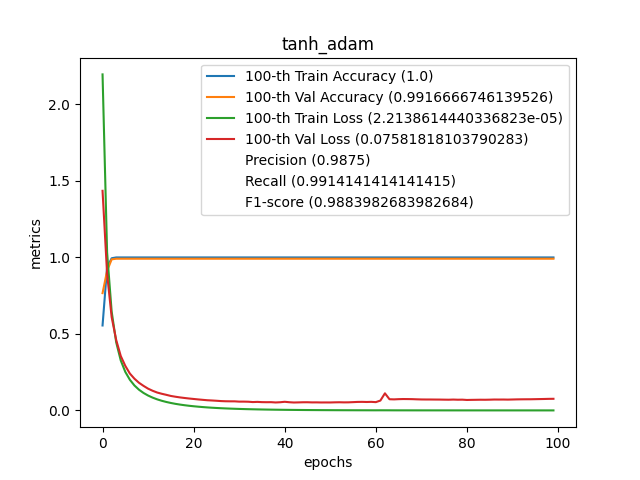 tanh_adam
100-th Train Accuracy (1.0)
100-th Val Accuracy (0.9916666746139526)
100-th Train Loss (2.2138614440336823e-05)
100-th Val Loss (0.07581818103790283)
Precision (0.9875)
Recall (0.9914141414141415)
F1-score (0.9883982683982684)
metrics
2.0
1.5
1.0
0.5
0.0
0 20 40 60 80 100
epochs